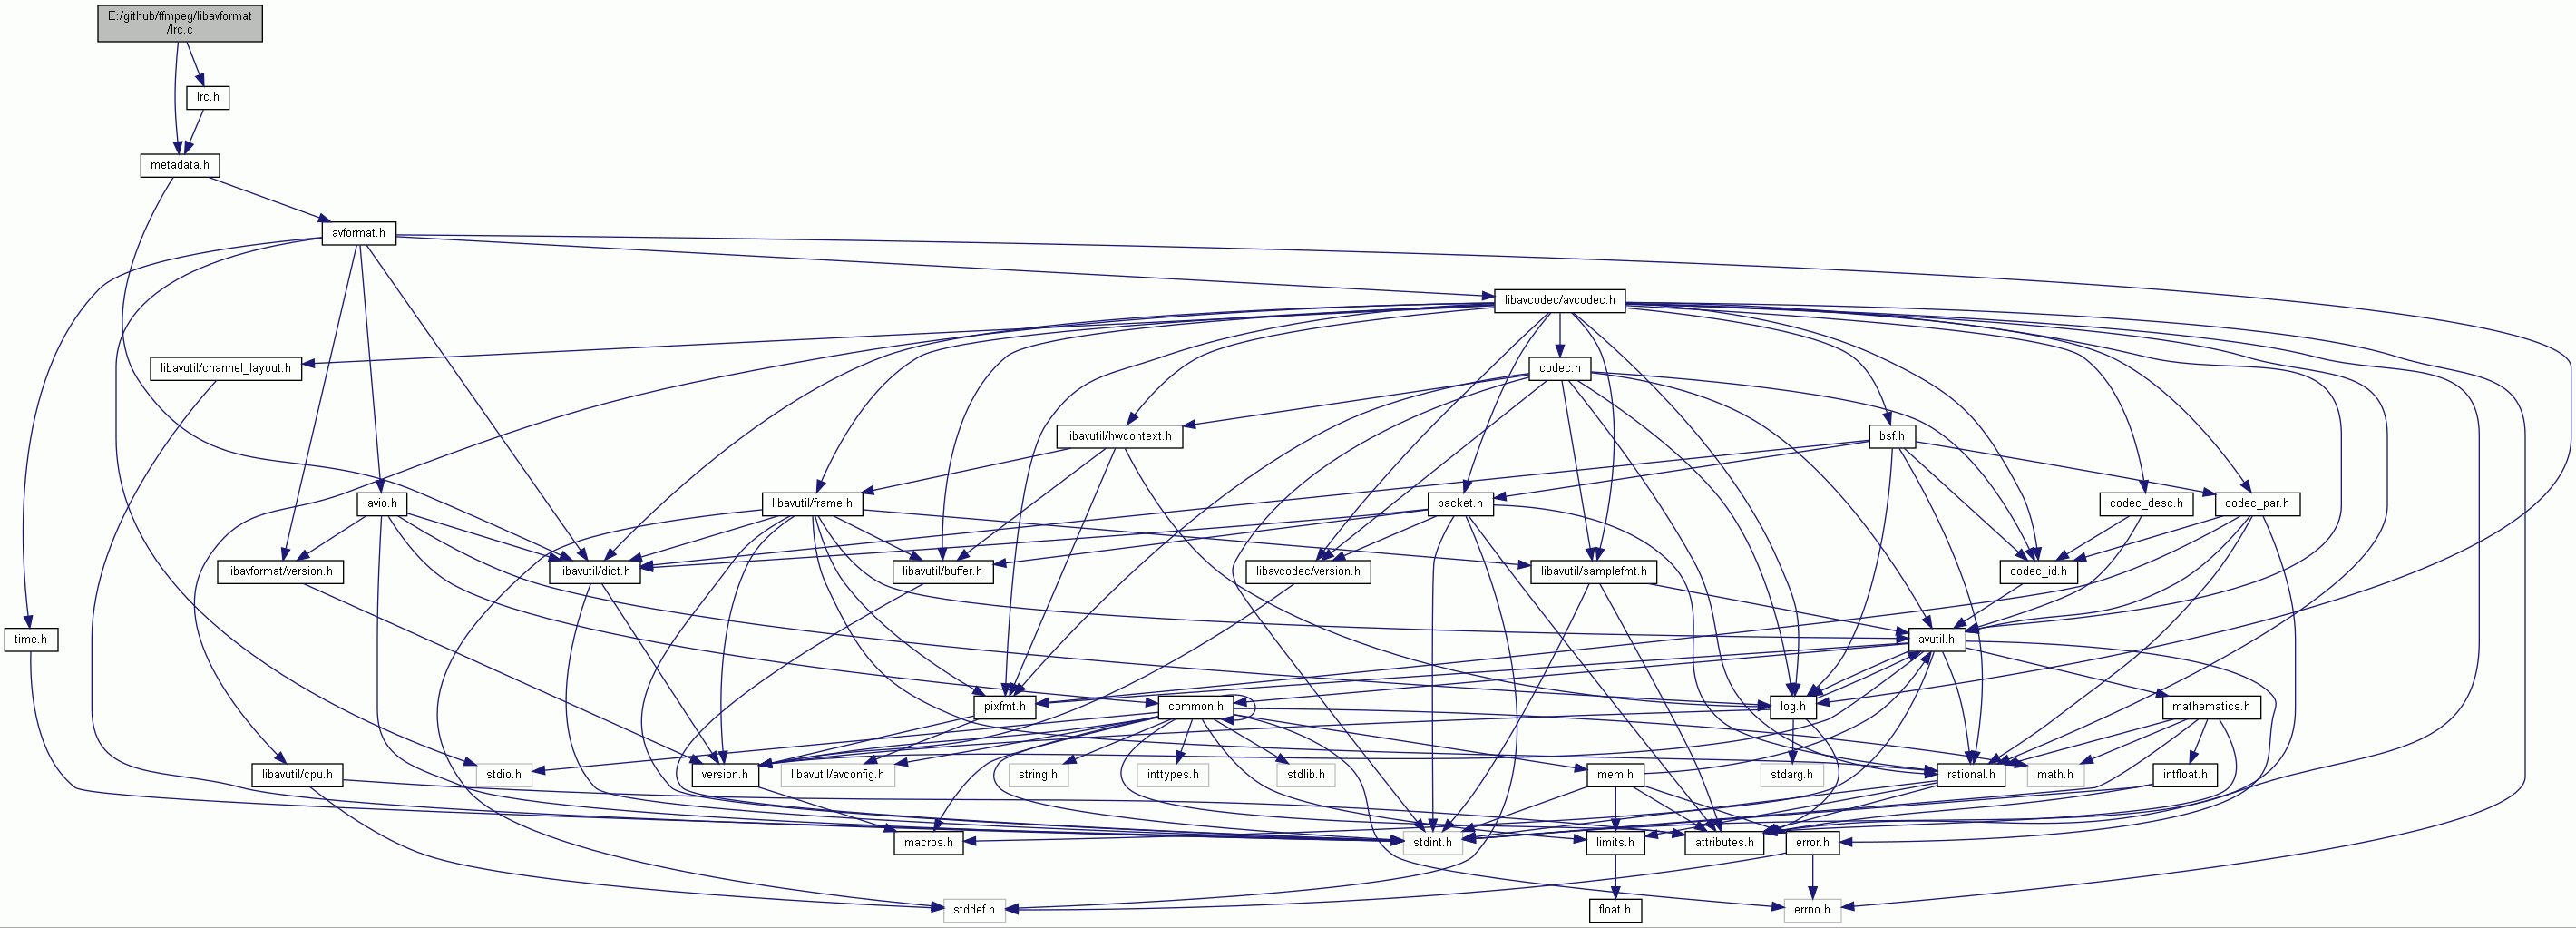 E:/github/ffmpeg/libavformat
/lrc.c
lrc.h
metadata.h
avformat.h
libavcodec/avcodec.h
libavutil/channel_layout.h
codec.h
libavutil/hwcontext.h
bsf.h
avio.h
libavutil/frame.h
packet.h
codec_desc.h
codec_par.h
libavformat/version.h
libavutil/dict.h
libavutil/buffer.h
libavcodec/version.h
libavutil/samplefmt.h
codec_id.h
time.h
avutil.h
pixfmt.h
common.h
log.h
mathematics.h
libavutil/cpu.h
stdio.h
version.h
libavutil/avconfig.h
string.h
inttypes.h
stdlib.h
mem.h
stdarg.h
rational.h
math.h
intfloat.h
macros.h
stdint.h
limits.h
attributes.h
error.h
stddef.h
float.h
errno.h